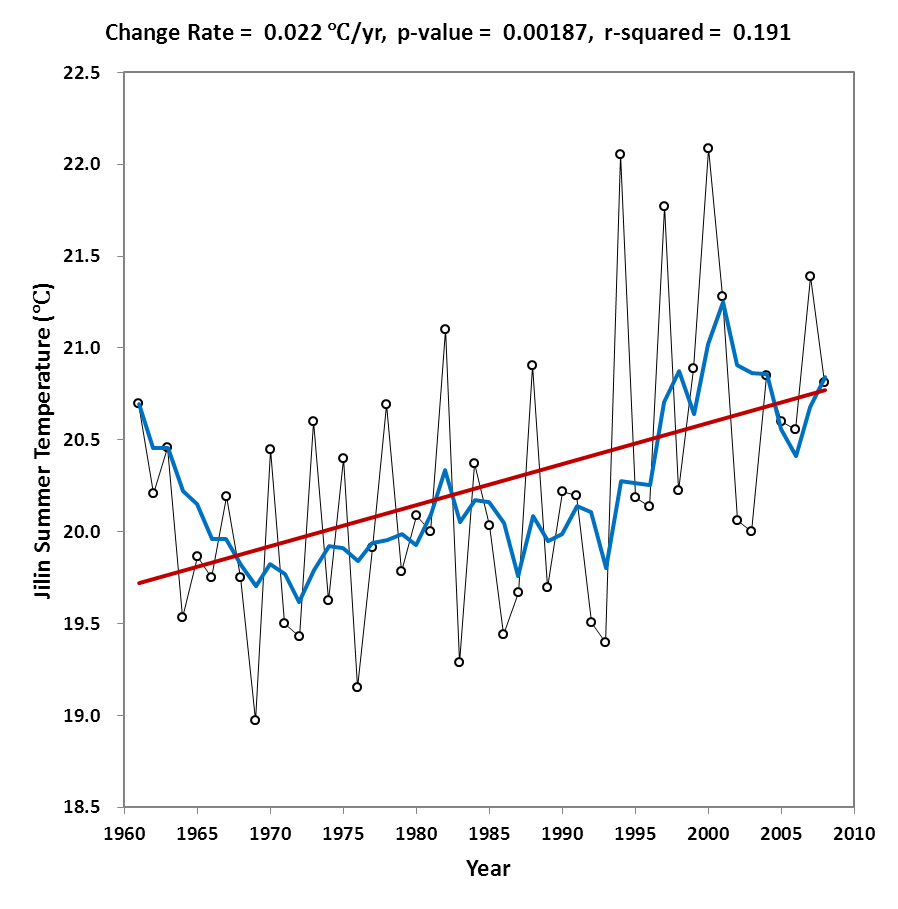 Change Rate = 0.022 ℃/yr, p-value = 0.00187, r-squared = 0.191
22.5
22.0
21.5
21.0
20.5
20.0
19.5
19.0
18.5
Jilin Summer Temperature (℃)
1960 1965 1970 1975 1980 1985 1990 1995 2000 2005 2010
Year